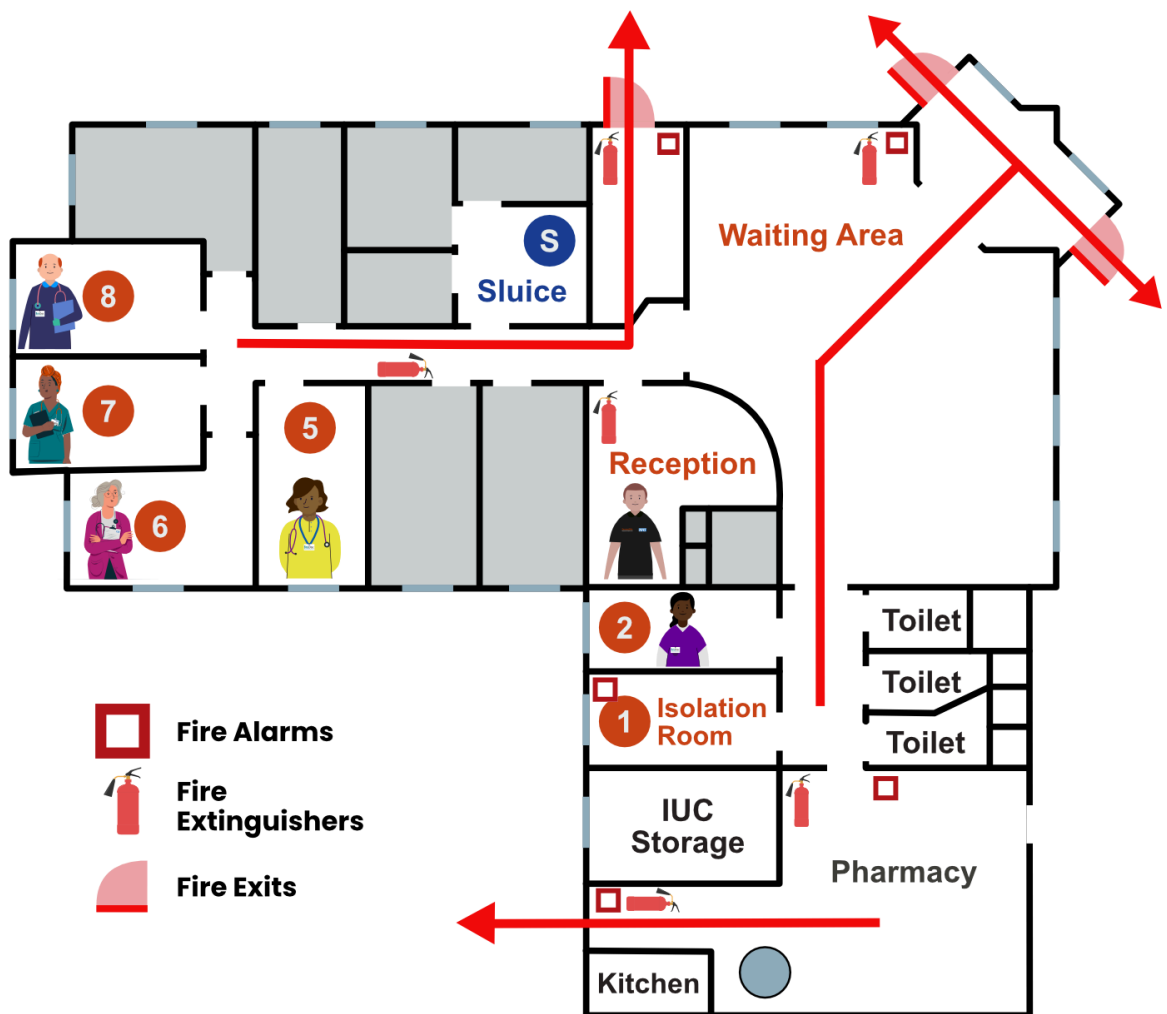 Waiting Area
S
Sluice
8
7
5
Reception
6
2
Toilet
Toilet
1
Isolation
Room
Toilet
Fire Alarms
Fire
Extinguishers
IUC
Storage
Pharmacy
Fire Exits
Kitchen